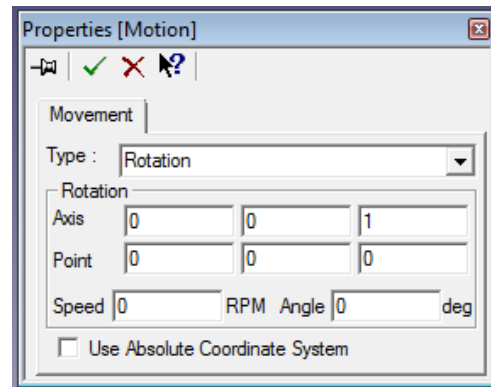 Properties [Motion]
Movement
Type : Rotation
Rotation
Axis 0 0 1
Point 0 0 0
Speed 0 RPM Angle 0 deg
Use Absolute Coordinate System